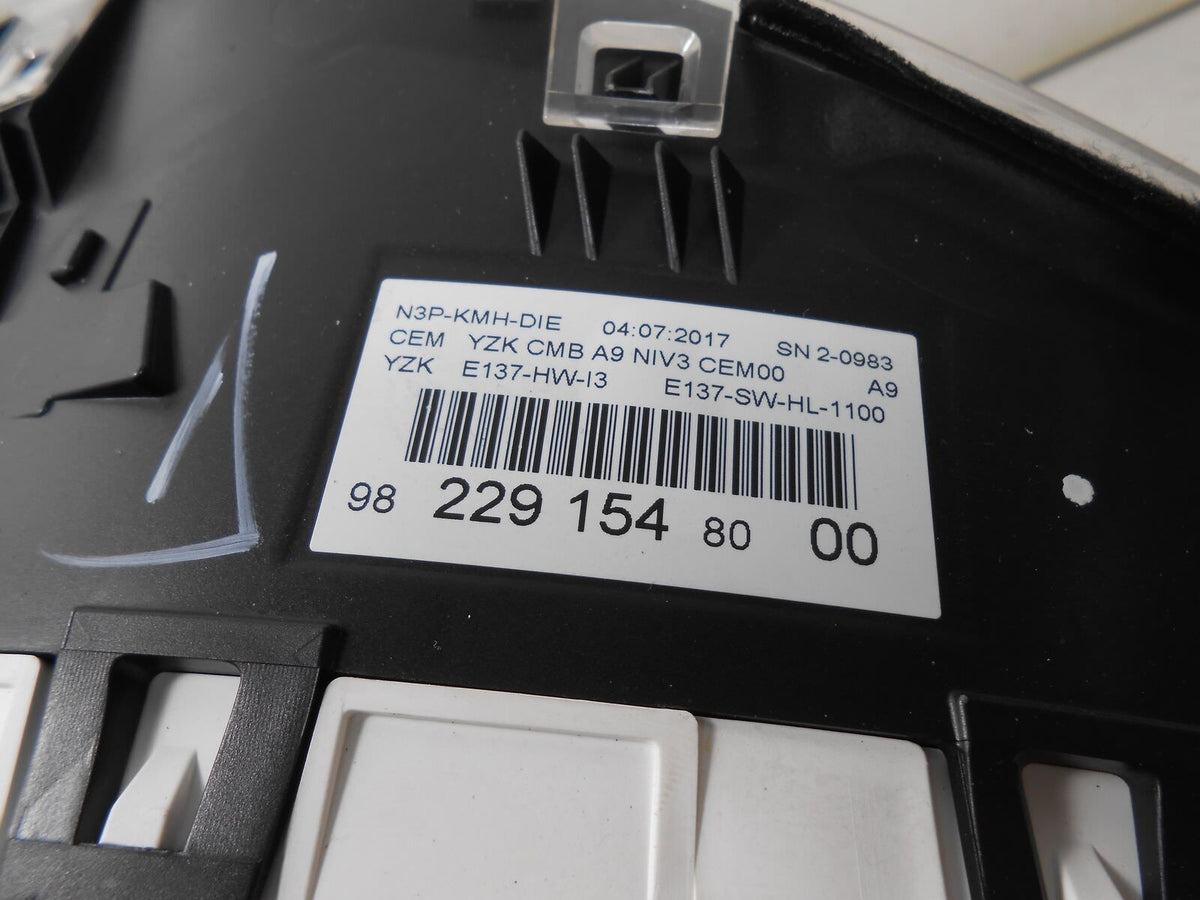 N3P-KMH-DIE 04:07:2017 SN 2-0983
CEM YZK CMB A9 NIV3 CEM00 A9
YZK E137-HW-I3 E137-SW-HL-1100
98 229 154 80 00
1